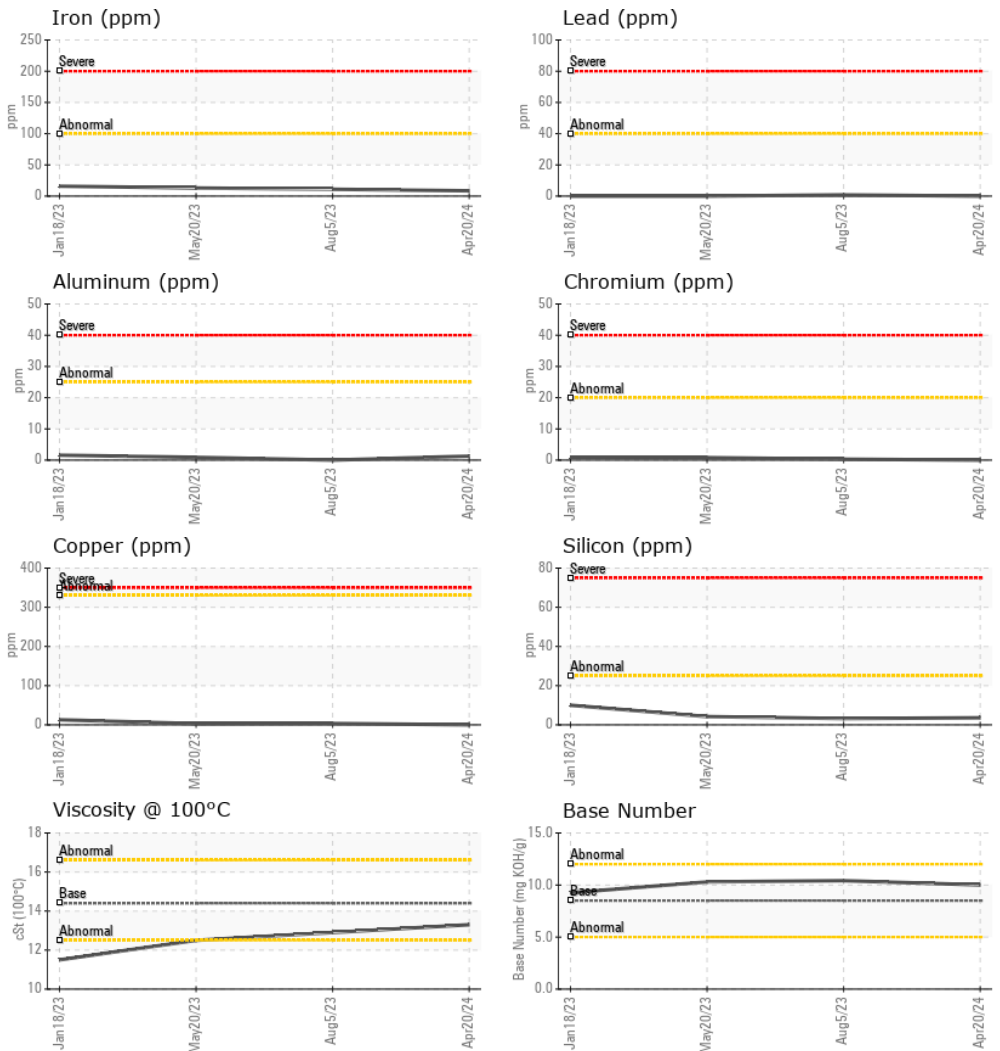 Iron (ppm)
250
200
150
100
50
0
ppm
Severe
Abnormal
Jan18/23
May20/23
Aug5/23
Apr20/24
Lead (ppm)
100
80
60
40
20
0
ppm
Severe
Abnormal
Jan18/23
May20/23
Aug5/23
Apr20/24
Aluminum (ppm)
50
40
30
20
10
0
ppm
Severe
Abnormal
Jan18/23
May20/23
Aug5/23
Apr20/24
Chromium (ppm)
50
40
30
20
10
0
ppm
Severe
Abnormal
Jan18/23
May20/23
Aug5/23
Apr20/24
Copper (ppm)
400
300
200
100
0
ppm
Severe
Abnormal
Jan18/23
May20/23
Aug5/23
Apr20/24
Silicon (ppm)
80
60
40
20
0
ppm
Severe
Abnormal
Jan18/23
May20/23
Aug5/23
Apr20/24
Viscosity @ 100°C
18
16
14
12
10
cSt (100°C)
Abnormal
Base
Abnormal
Jan18/23
May20/23
Aug5/23
Apr20/24
Base Number
15.0
10.0
5.0
0.0
Base Number (mg KOH/g)
Abnormal
Base
Abnormal
Jan18/23
May20/23
Aug5/23
Apr20/24